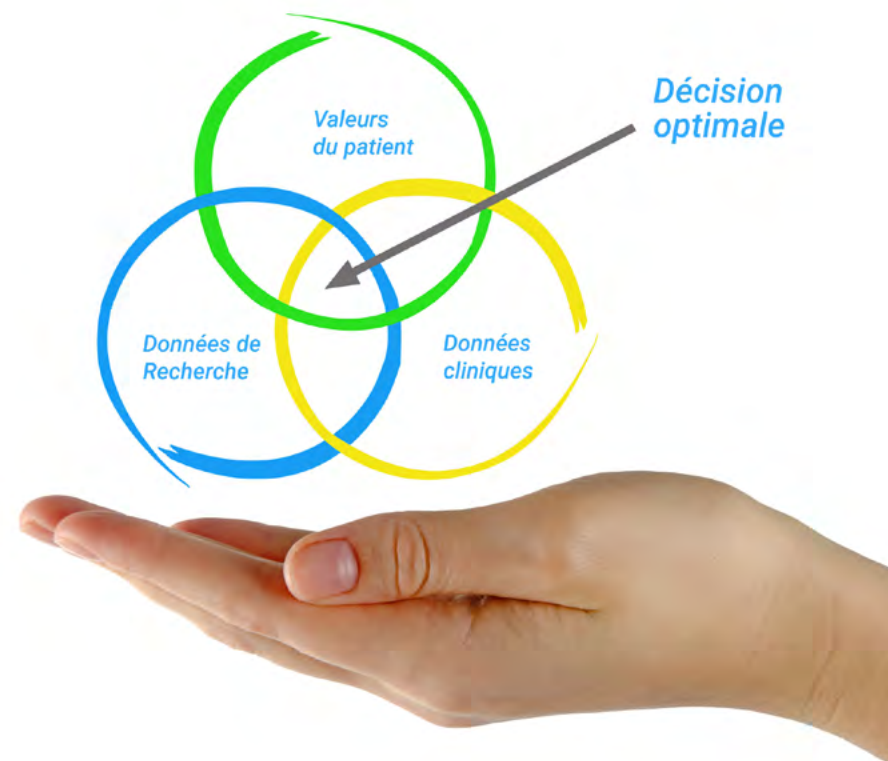 Valeurs
du patient
Décision
optimale
Données de
Recherche
Données
cliniques